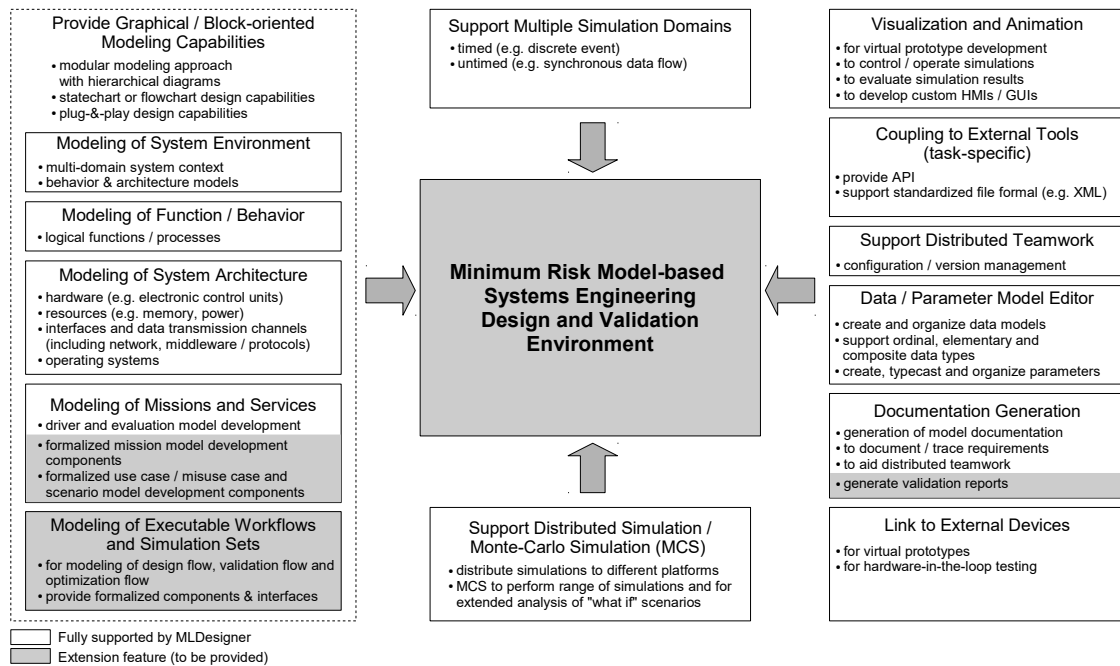 Provide Graphical / Block-oriented
Modeling Capabilities
• modular modeling approach
with hierarchical diagrams
• statechart or flowchart design capabilities
• plug-&-play design capabilities
Modeling of System Environment
• multi-domain system context
• behavior & architecture models
Modeling of Function / Behavior
• logical functions / processes
Modeling of System Architecture
• hardware (e.g. electronic control units)
• resources (e.g. memory, power)
• interfaces and data transmission channels
(including network, middleware / protocols)
• operating systems
Modeling of Missions and Services
• driver and evaluation model development
• formalized mission model development
components
• formalized use case / misuse case and
scenario model development components
Modeling of Executable Workflows
and Simulation Sets
• for modeling of design flow, validation flow and
optimization flow
• provide formalized components & interfaces
Support Multiple Simulation Domains
• timed (e.g. discrete event)
• untimed (e.g. synchronous data flow)
Minimum Risk Model-based
Systems Engineering
Design and Validation
Environment
Support Distributed Simulation /
Monte-Carlo Simulation (MCS)
• distribute simulations to different platforms
• MCS to perform range of simulations and for
extended analysis of "what if" scenarios
Visualization and Animation
• for virtual prototype development
• to control / operate simulations
• to evaluate simulation results
• to develop custom HMIs / GUIs
Coupling to External Tools
(task-specific)
• provide API
• support standardized file formal (e.g. XML)
Support Distributed Teamwork
• configuration / version management
Data / Parameter Model Editor
• create and organize data models
• support ordinal, elementary and
composite data types
• create, typecast and organize parameters
Documentation Generation
• generation of model documentation
• to document / trace requirements
• to aid distributed teamwork
• generate validation reports
Link to External Devices
• for virtual prototypes
• for hardware-in-the-loop testing
Fully supported by MLDesigner
Extension feature (to be provided)